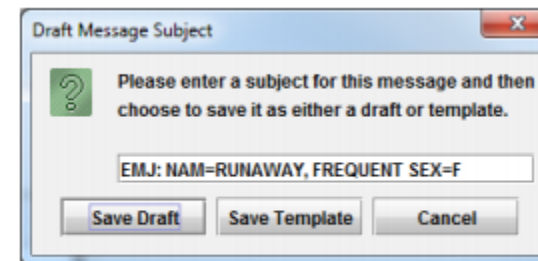 Draft Message Subject
Please enter a subject for this message and then
choose to save it as either a draft or template.
EMJ: NAM=RUNAWAY, FREQUENT SEX=F
Save Draft Save Template Cancel